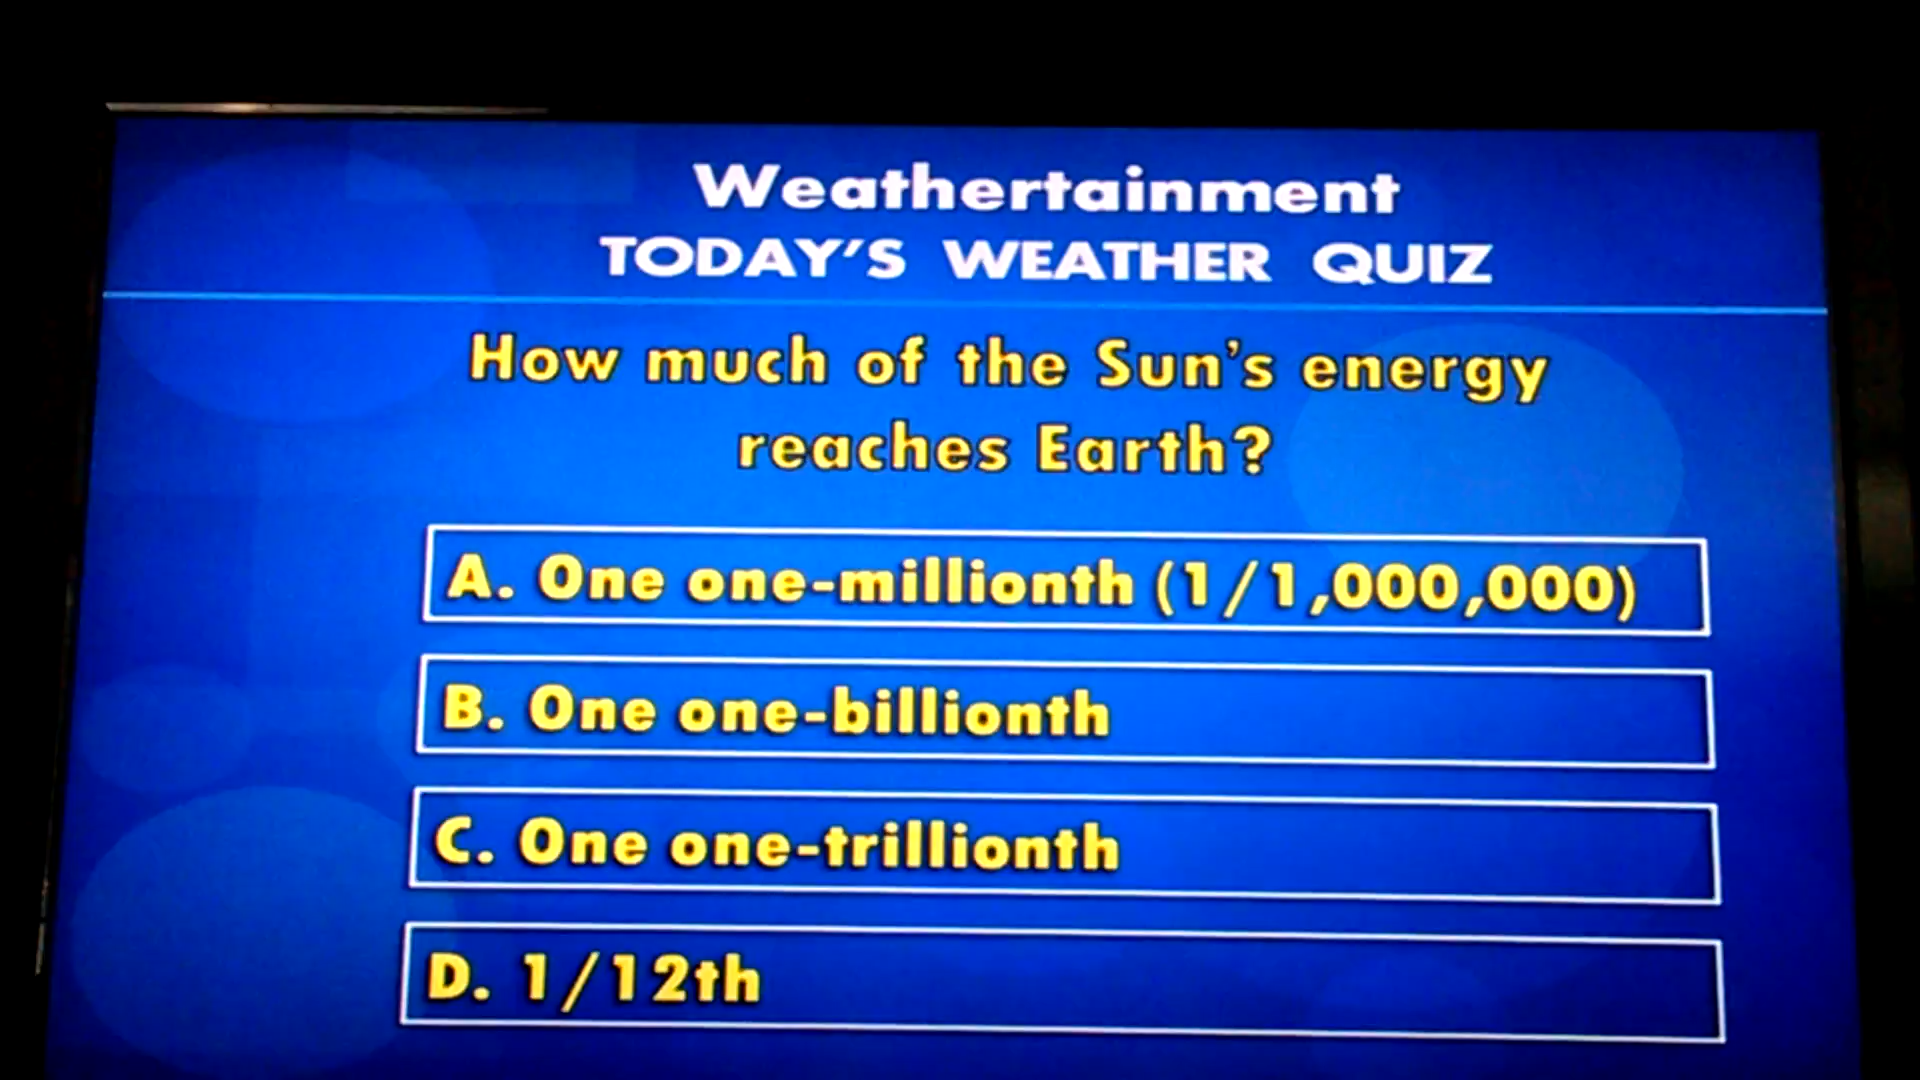 Weathertainment
TODAY'S WEATHER QUIZ
How much of the Sun's energy
reaches Earth?
A. One one-millionth (1/1,000,000)
B. One one-billionth
C. One one-trillionth
D. 1/12th